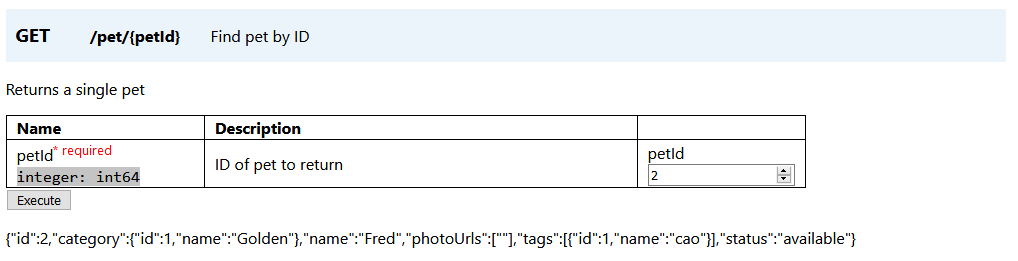 GET /pet/{petId} Find pet by ID
Returns a single pet
Name Description
petId* required
integer: int64
ID of pet to return
petId
2
Execute
{"id":2,"category":{"id":1,"name":"Golden"},"name":"Fred","photoUrls":[""],"tags":[{"id":1,"name":"cao"}],"status":"available"}